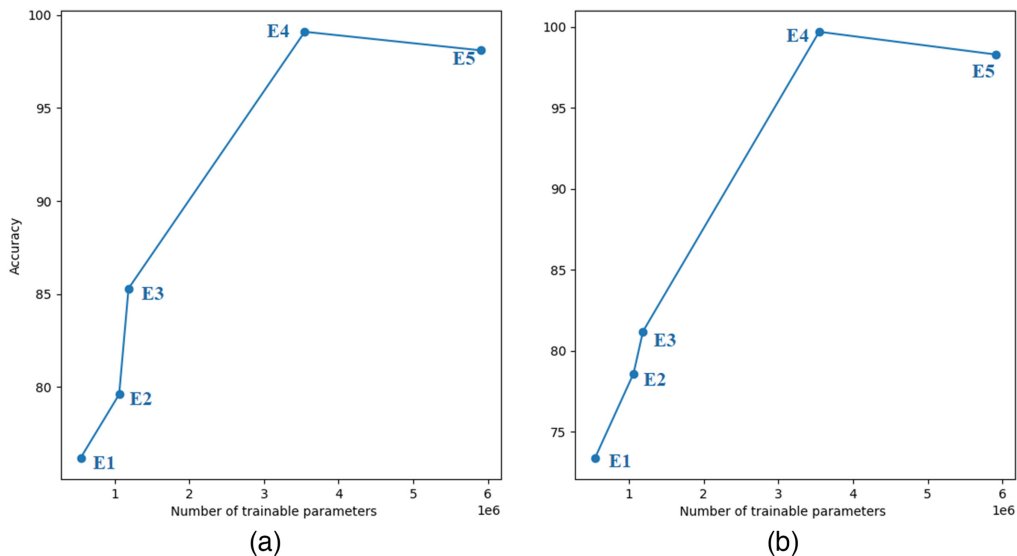 100
95
90
85
80
Accuracy
E1
E2
E3
E4
E5
1 2 3 4 5 6
1e6
Number of trainable parameters
(a)
100
95
90
85
80
75
E1
E2
E3
E4
E5
1 2 3 4 5 6
1e6
Number of trainable parameters
(b)